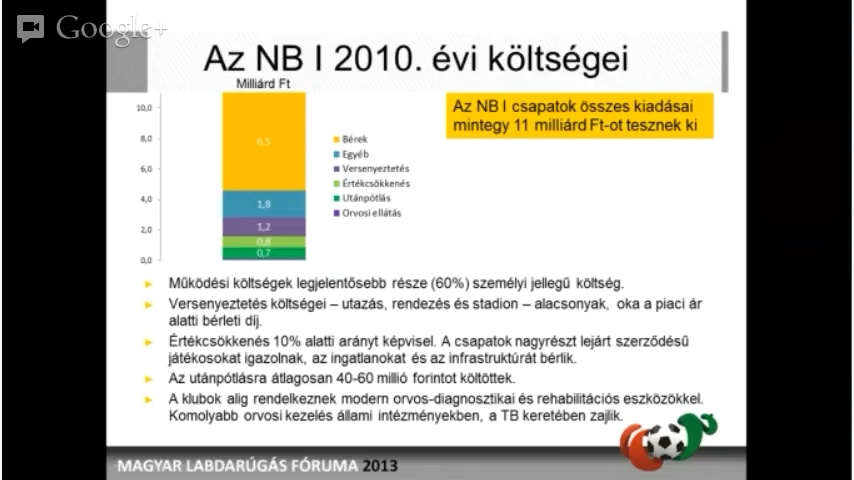 Google+
Az NB I 2010. évi költségei
Milliárd Ft
Az NB I csapatok összes kiadásai
mintegy 11 milliárd Ft-ot tesznek ki
10,0
8,0
6,0
4,0
2,0
0,0
6,5
1,8
1,2
0,8
0,7
Bérek
Egyéb
Versenyeztetés
Értékcsökkenés
Utánpótlás
Orvosi ellátás
Működési költségek legjelentősebb része (60%) személyi jellegű költség.
Versenyeztetés költségei – utazás, rendezés és stadion – alacsonyak, oka a piaci ár
alatti bérleti díj.
Értékcsökkenés 10% alatti arányt képvisel. A csapatok nagyrészt lejárt szerződésű
játékosokat igazolnak, az ingatlanokat és az infrastruktúrát bérlik.
Az utánpótlásra átlagosan 40-60 millió forintot költöttek.
A klubok alig rendelkeznek modern orvos-diagnosztikai és rehabilitációs eszközökkel.
Komolyabb orvosi kezelés állami intézményekben, a TB keretében zajlik.
MAGYAR LABDARÚGÁS FÓRUMA 2013